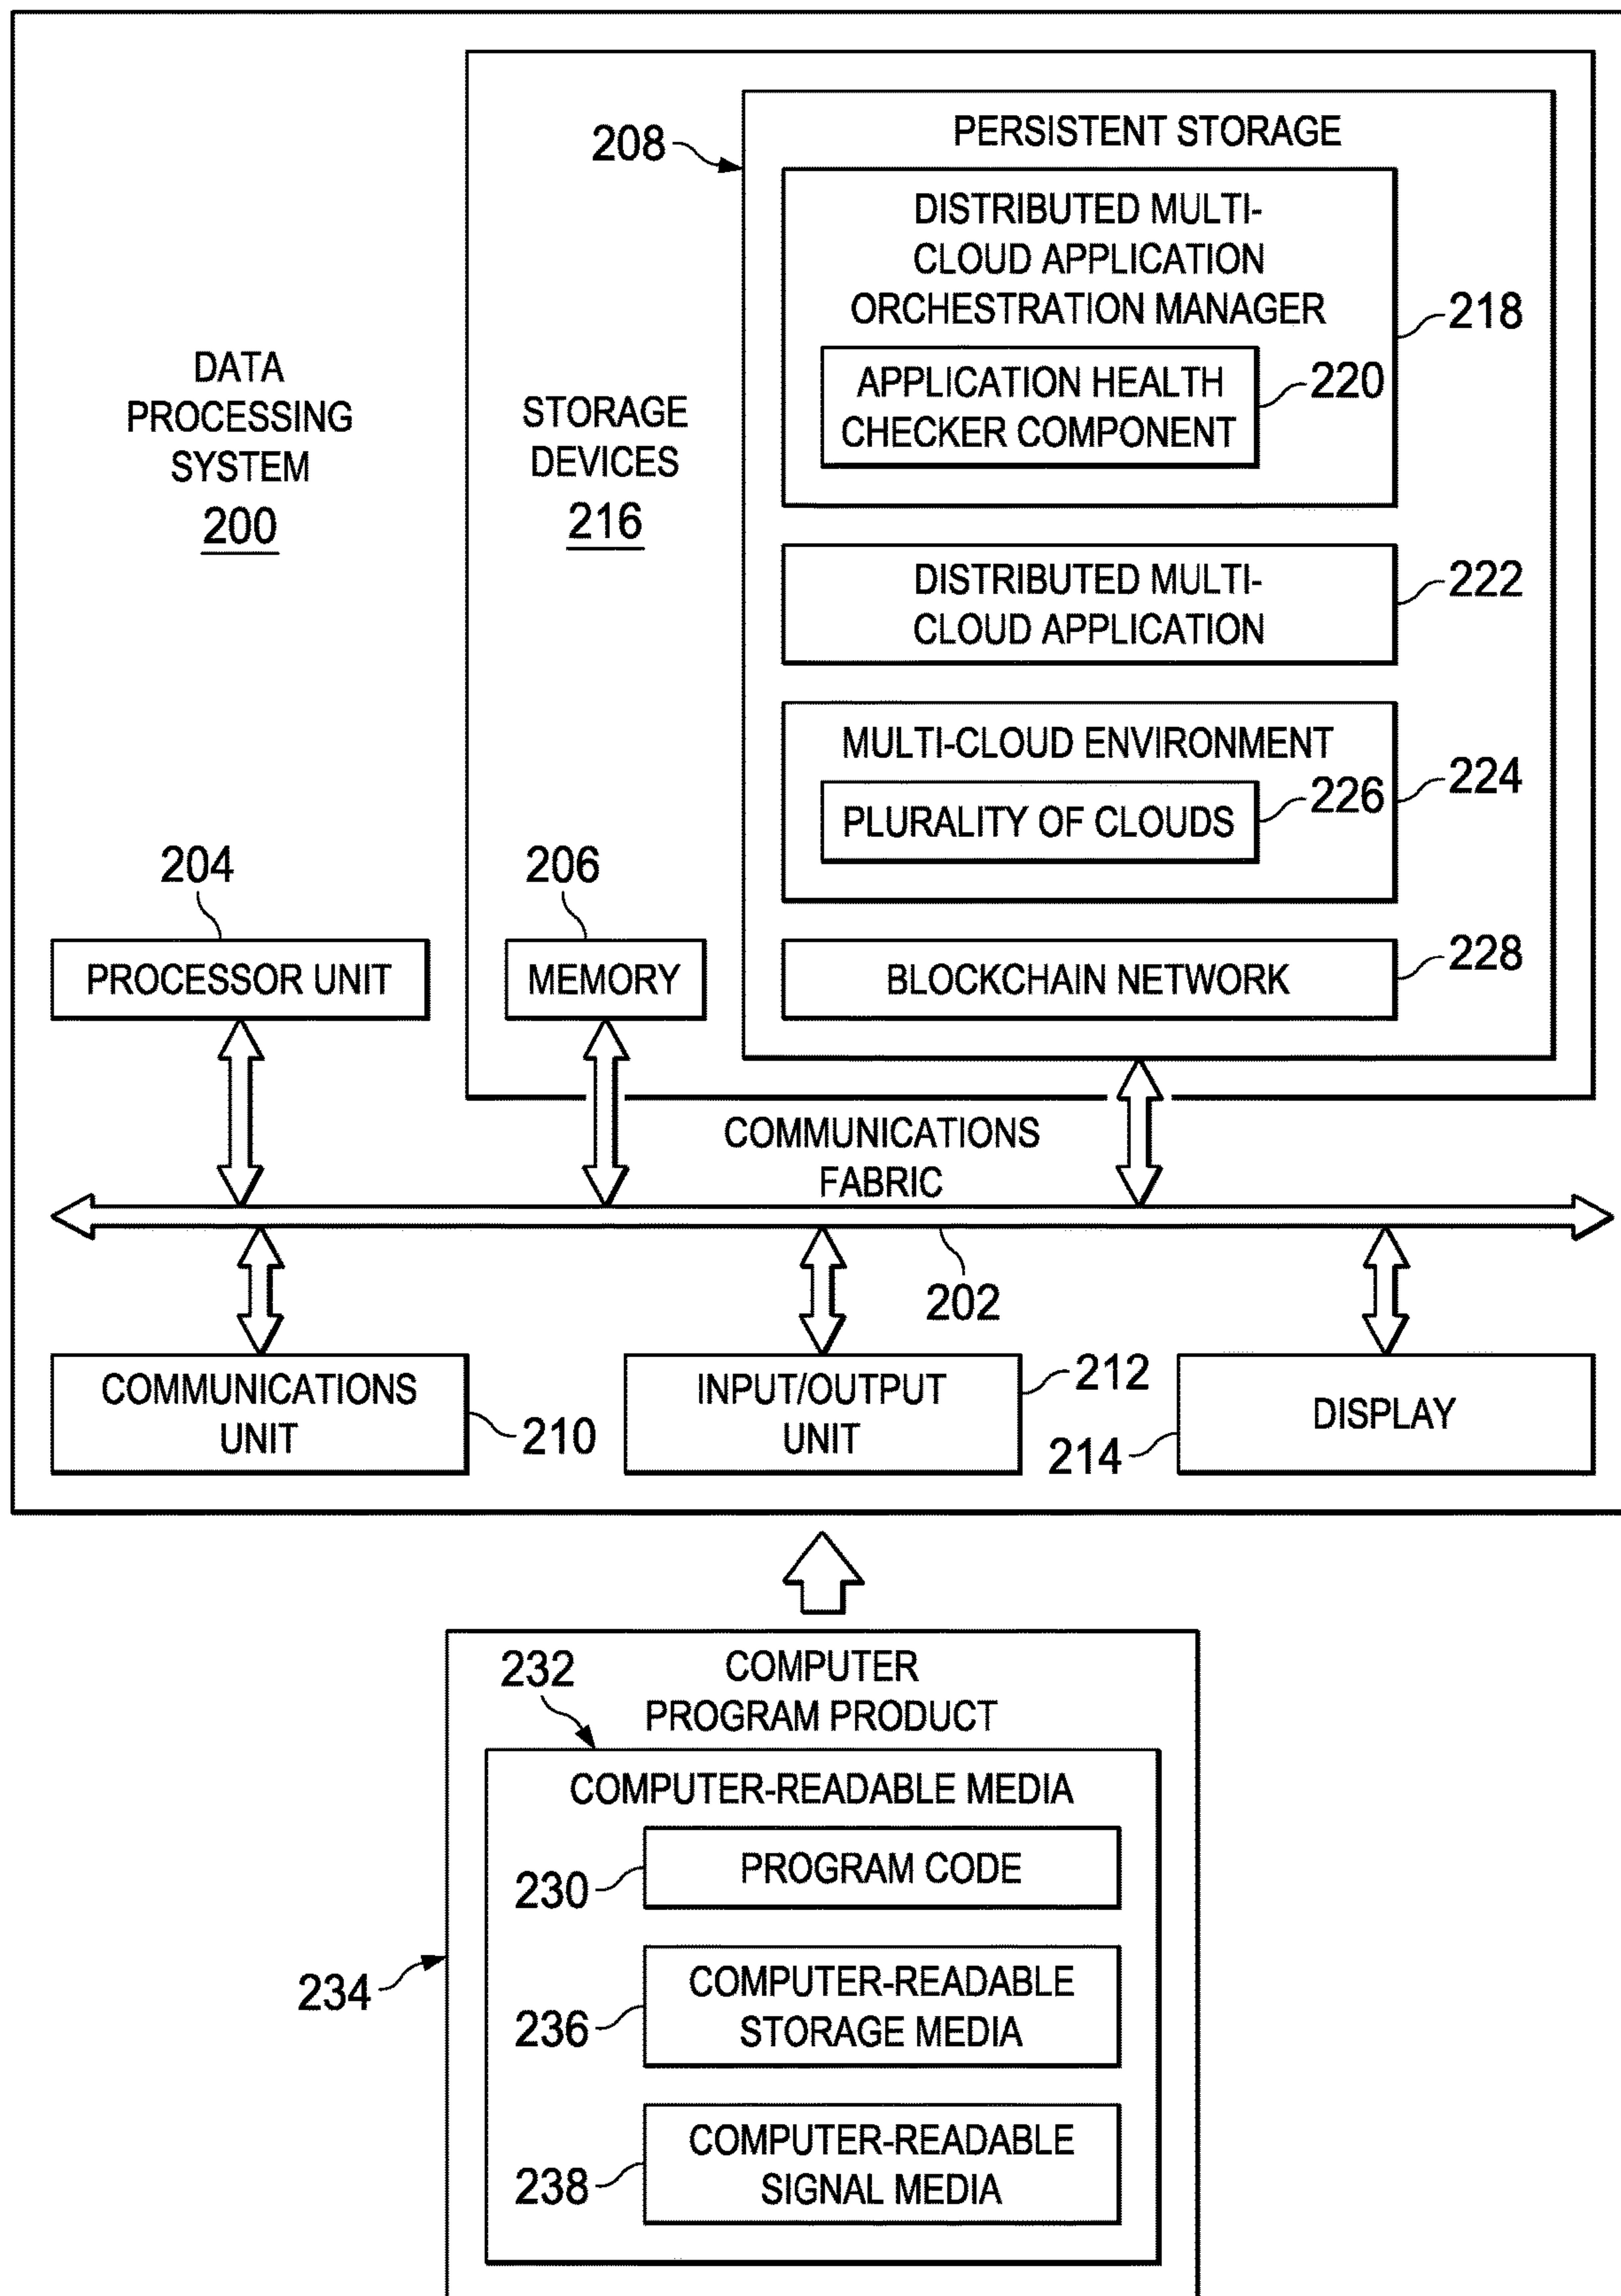 PERSISTENT STORAGE
208
DISTRIBUTED MULTI-
CLOUD APPLICATION
ORCHESTRATION MANAGER
218
APPLICATION HEALTH
CHECKER COMPONENT
220
DATA
PROCESSING
SYSTEM
200
STORAGE
DEVICES
216
DISTRIBUTED MULTI-
CLOUD APPLICATION
222
MULTI-CLOUD ENVIRONMENT
224
PLURALITY OF CLOUDS
226
204
PROCESSOR UNIT
206
MEMORY
BLOCKCHAIN NETWORK
228
COMMUNICATIONS
FABRIC
202
COMMUNICATIONS
UNIT
210
INPUT/OUTPUT
UNIT
212
214
DISPLAY
232
COMPUTER
PROGRAM PRODUCT
COMPUTER-READABLE MEDIA
230
PROGRAM CODE
234
236
COMPUTER-READABLE
STORAGE MEDIA
238
COMPUTER-READABLE
SIGNAL MEDIA